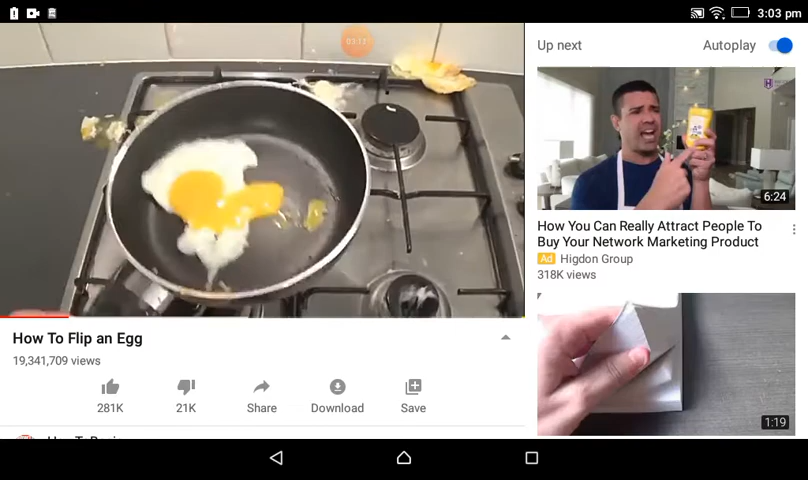 3:03 pm
03:12
Up next
Autoplay
6:24
How You Can Really Attract People To
Buy Your Network Marketing Product
Ad Higdon Group
318K views
How To Flip an Egg
19,341,709 views
281K
21K
Share
Download
Save
1:19